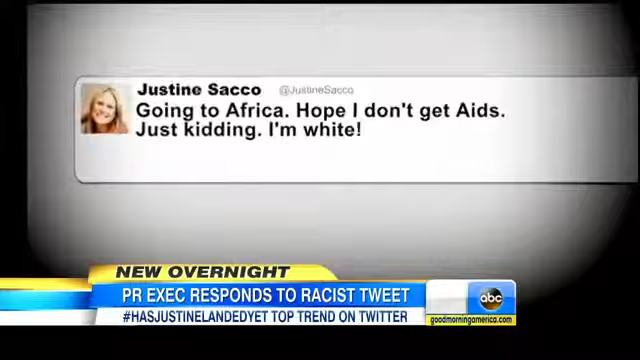 Justine Sacco @JustineSacco
Going to Africa. Hope I don't get Aids.
Just kidding. I'm white!
NEW OVERNIGHT
PR EXEC RESPONDS TO RACIST TWEET
#HASJUSTINELANDEDYET TOP TREND ON TWITTER
abc
goodmorningamerica.com